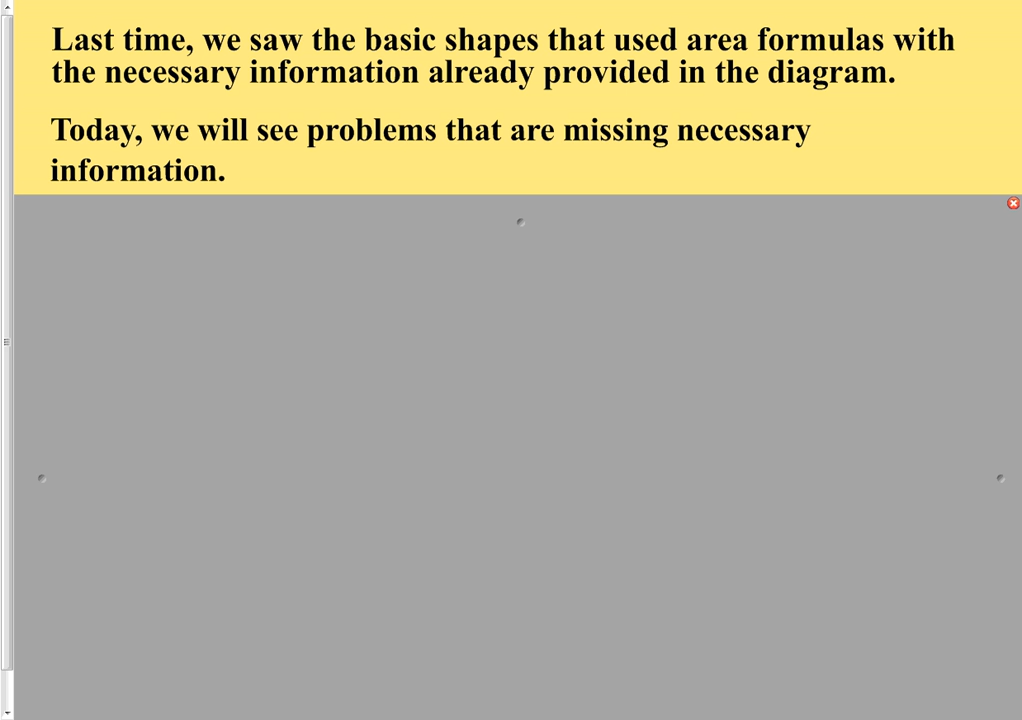 Last time, we saw the basic shapes that used area formulas with
the necessary information already provided in the diagram.
Today, we will see problems that are missing necessary
information.